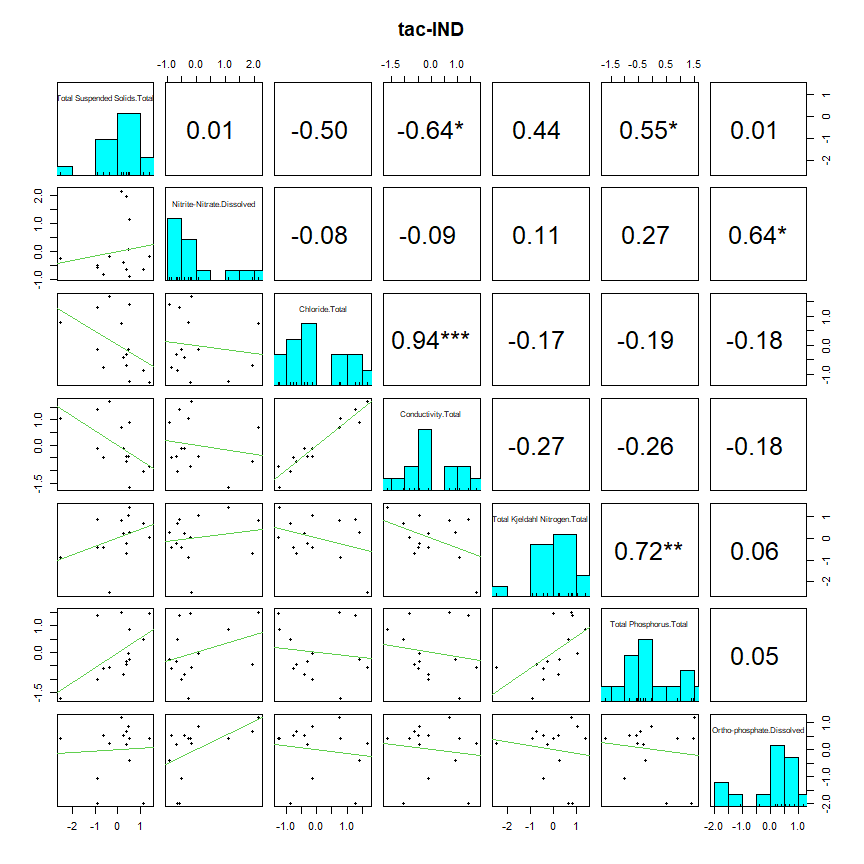 tac-IND
-1.0 0.0 1.0 2.0
-1.5 0.0 1.0
-1.5 -0.5 0.5 1.5
Total Suspended Solids.Total
0.01
-0.50
-0.64*
0.44
0.55*
0.01
-2 -1 0 1
-1.0 0.0 1.0 2.0
Nitrite-Nitrate.Dissolved
-0.08
-0.09
0.11
0.27
0.64*
Chloride.Total
0.94***
-0.17
-0.19
-0.18
-1.0 0.0 1.0
-1.5 0.0 1.0
Conductivity.Total
-0.27
-0.26
-0.18
Total Kjeldahl Nitrogen.Total
0.72**
0.06
-2 -1 0 1
-1.5 0.0 1.0
Total Phosphorus.Total
0.05
Ortho-phosphate.Dissolved
-2.0 -1.0 0.0 1.0
-2 -1 0 1
-1.0 0.0 1.0
-2 -1 0 1
-2.0 -1.0 0.0 1.0